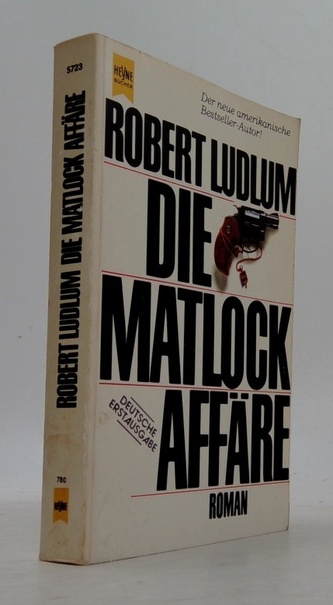 5723
ROBERT LUDLUM DIE MATLOCK AFFÄRE
780
HEYNE
HEYNE
BÜCHER
Der neue amerikanische
Bestseller-Autor!
ROBERT LUDLUM
DIE
MATLOCK
AFFÄRE
DEUTSCHE
ERSTAUSGABE
ROMAN